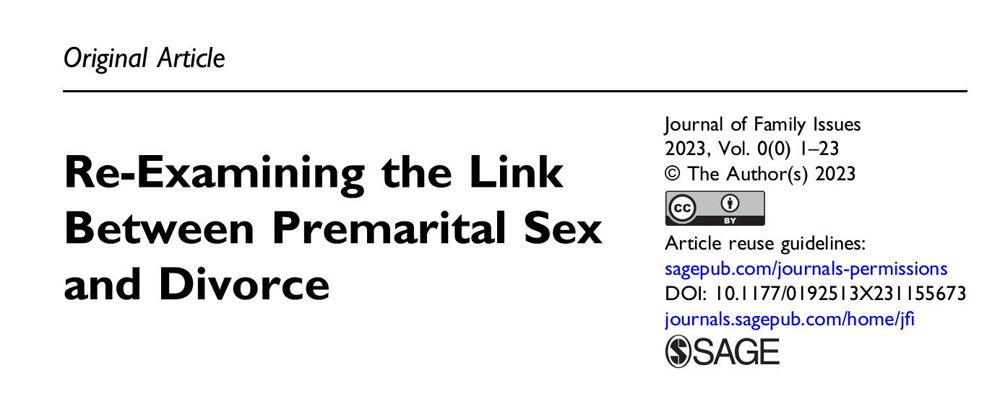 Original Article
Re-Examining the Link
Between Premarital Sex
and Divorce
Journal of Family Issues
2023, Vol. 0(0) 1–23
© The Author(s) 2023
cc
BY
Article reuse guidelines:
sagepub.com/journals-permissions
DOI: 10.1177/0192513X231155673
journals.sagepub.com/home/jfi
SAGE